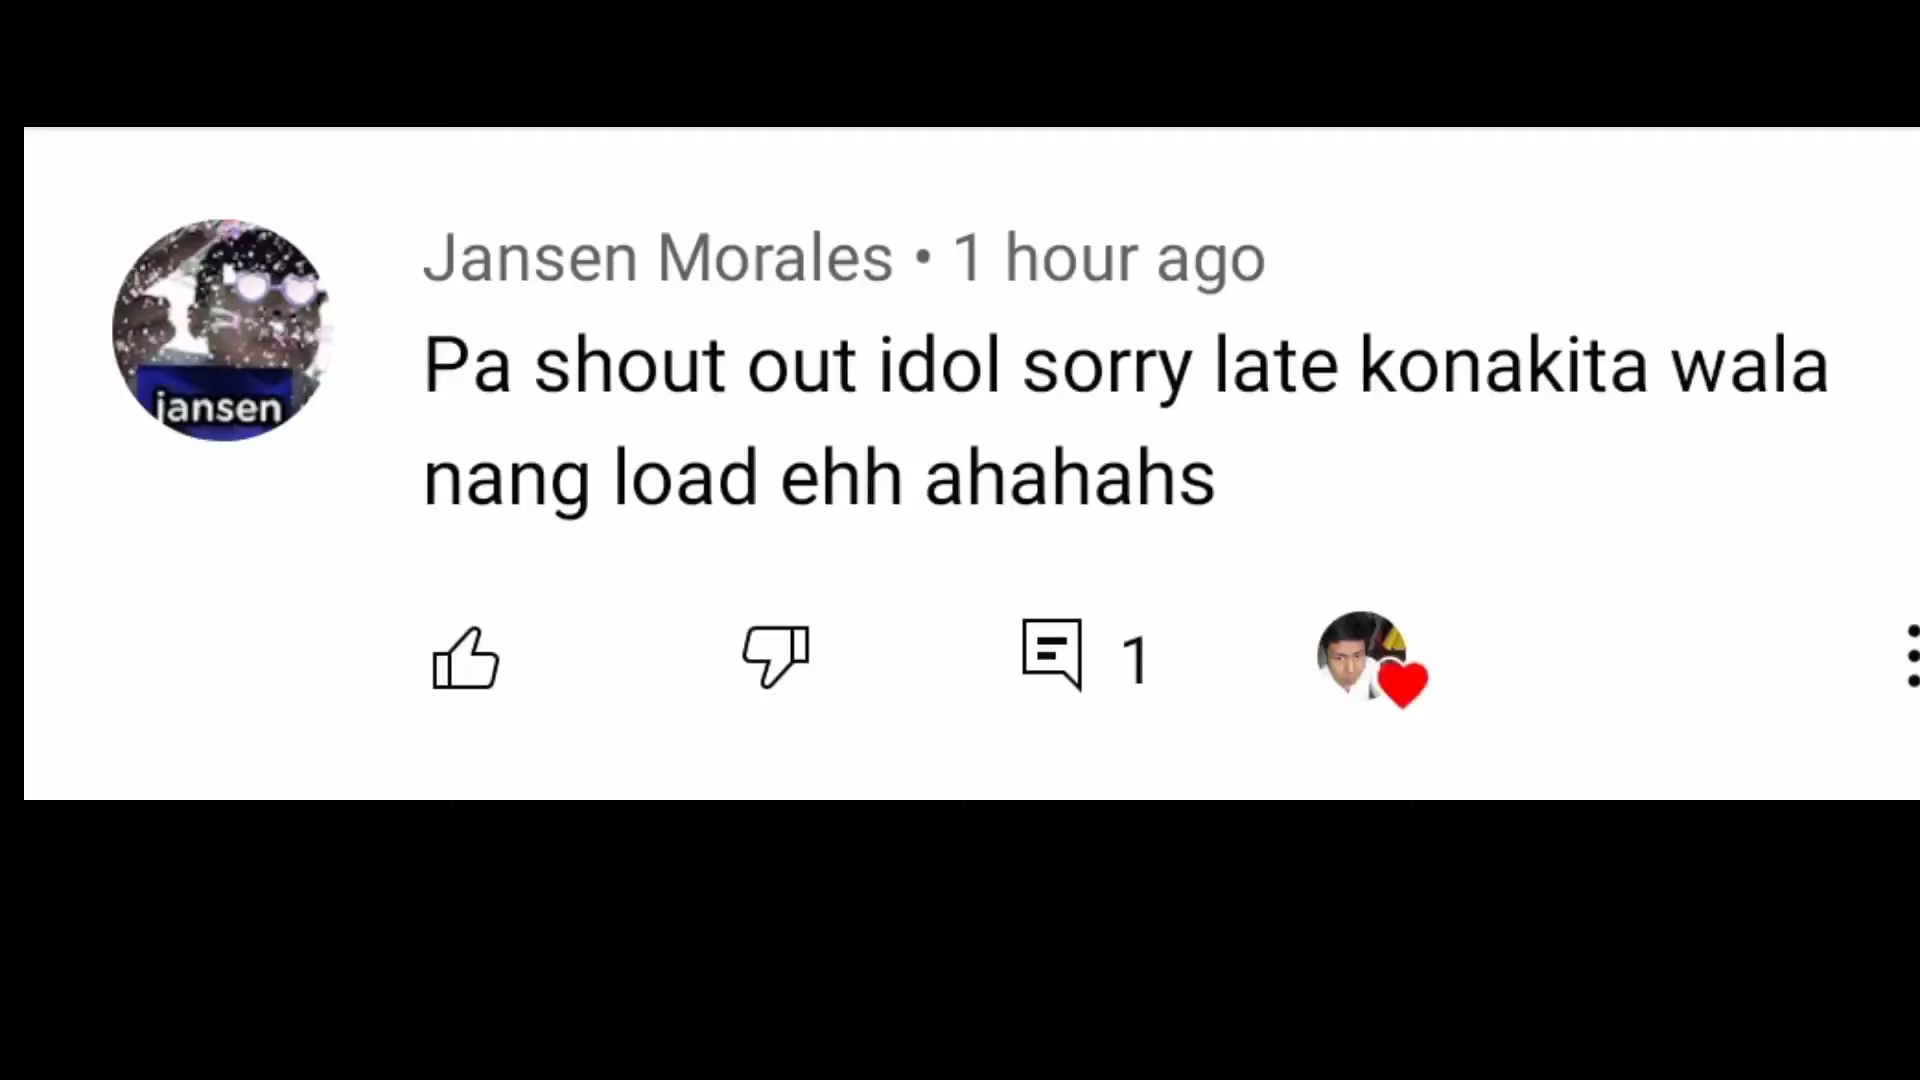 Jansen Morales • 1 hour ago
Pa shout out idol sorry late konakita wala
nang load ehh ahahahs
jansen
1